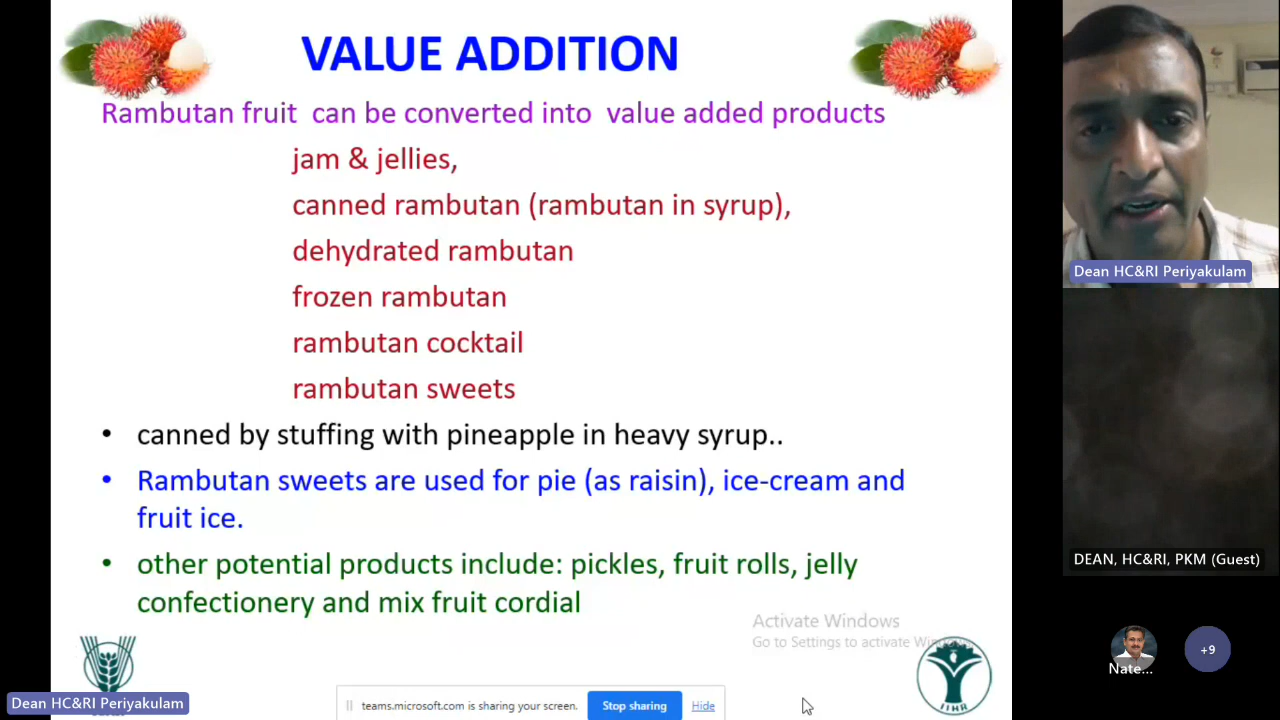 VALUE ADDITION
Rambutan fruit can be converted into value added products
jam & jellies,
canned rambutan (rambutan in syrup),
dehydrated rambutan
frozen rambutan
rambutan cocktail
rambutan sweets
• canned by stuffing with pineapple in heavy syrup..
• Rambutan sweets are used for pie (as raisin), ice-cream and
fruit ice.
• other potential products include: pickles, fruit rolls, jelly
confectionery and mix fruit cordial
Activate Windows
Go to Settings to activate
IIHR
Dean HC&RI Periyakulam
teams.microsoft.com is sharing your screen.
Stop sharing
Hide
Dean HC&RI Periyakulam
DEAN, HC&RI, PKM (Guest)
Nate...
+9